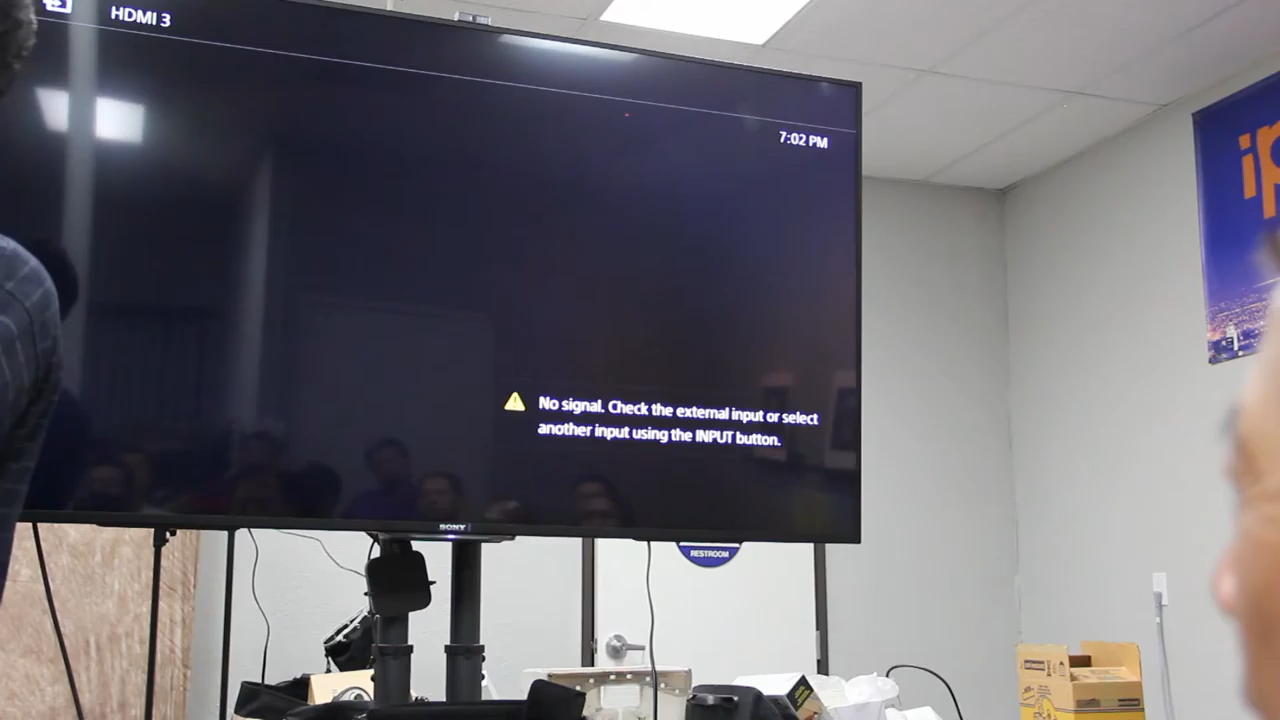 HDMI 3
7:02 PM
No signal. Check the external input or select
another input using the INPUT button.
SONY
RESTROOM
ip